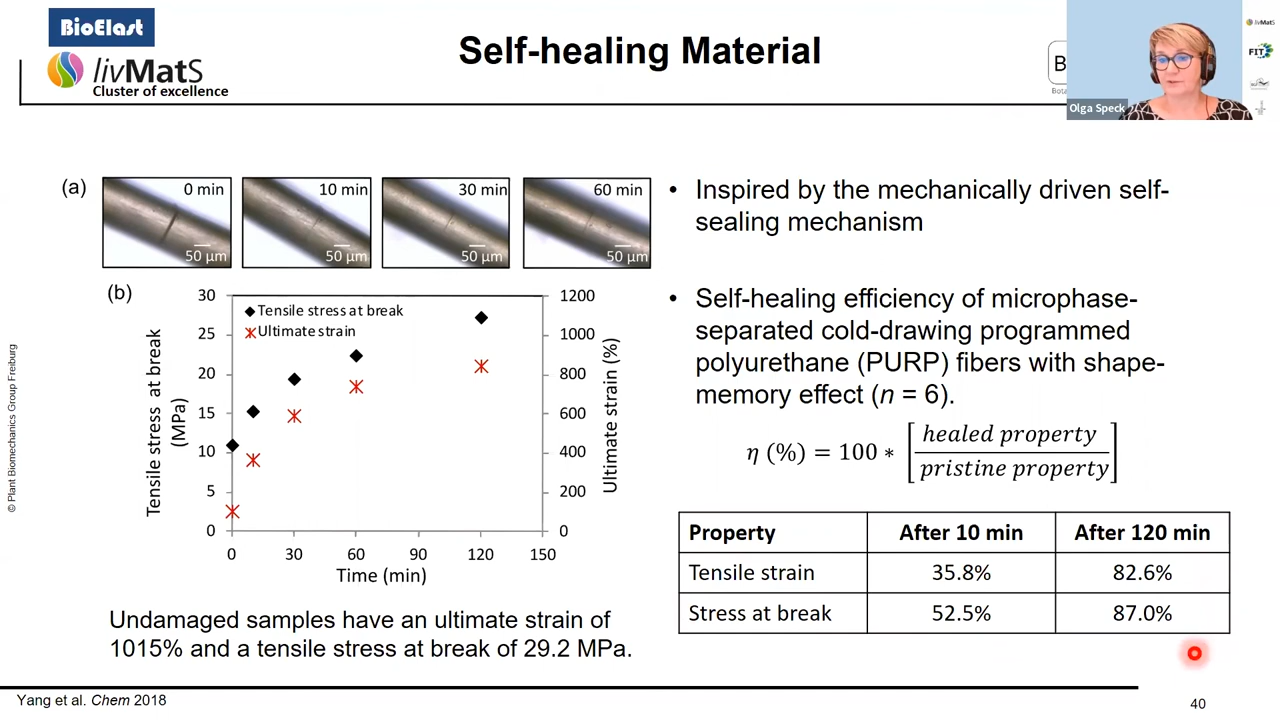 BioElast
livMatS
Cluster of excellence
Self-healing Material
B
Bota
Olga Speck
livMatS
FIT
(a)
0 min
50 µm
10 min
50 µm
30 min
50 µm
60 min
50 µm
(b)
Tensile stress at break
(MPa)
30
25
20
15
10
5
0
Tensile stress at break
Ultimate strain
1200
1000
800
600
400
200
0
Ultimate strain (%)
0 30 60 90 120 150
Time (min)
Undamaged samples have an ultimate strain of
1015% and a tensile stress at break of 29.2 MPa.
• Inspired by the mechanically driven self-
sealing mechanism
• Self-healing efficiency of microphase-
separated cold-drawing programmed
polyurethane (PURP) fibers with shape-
memory effect (n = 6).
η (%) = 100 ∗ [healed property / pristine property]
Property After 10 min After 120 min
Tensile strain 35.8% 82.6%
Stress at break 52.5% 87.0%
© Plant Biomechanics Group Freiburg
Yang et al. Chem 2018
40